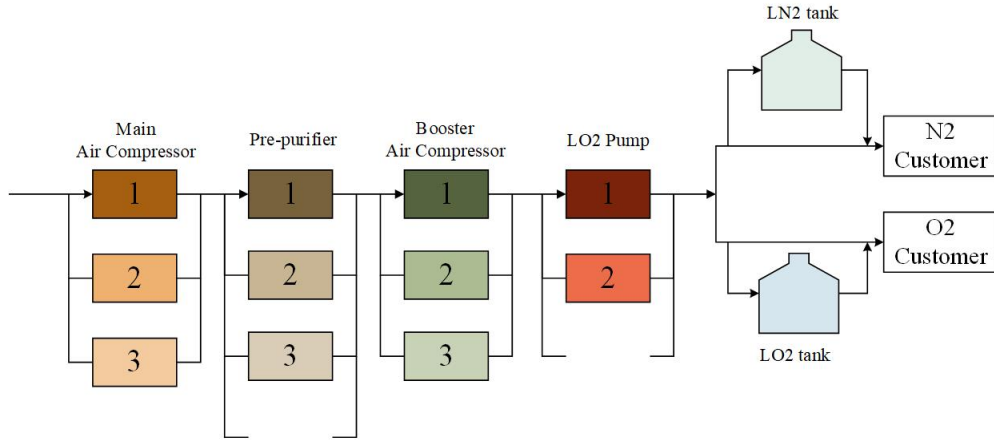 LN2 tank
Main
Air Compressor
Pre-purifier
Booster
Air Compressor
LO2 Pump
N2
Customer
1
1
1
1
O2
Customer
2
2
2
2
3
3
3
LO2 tank